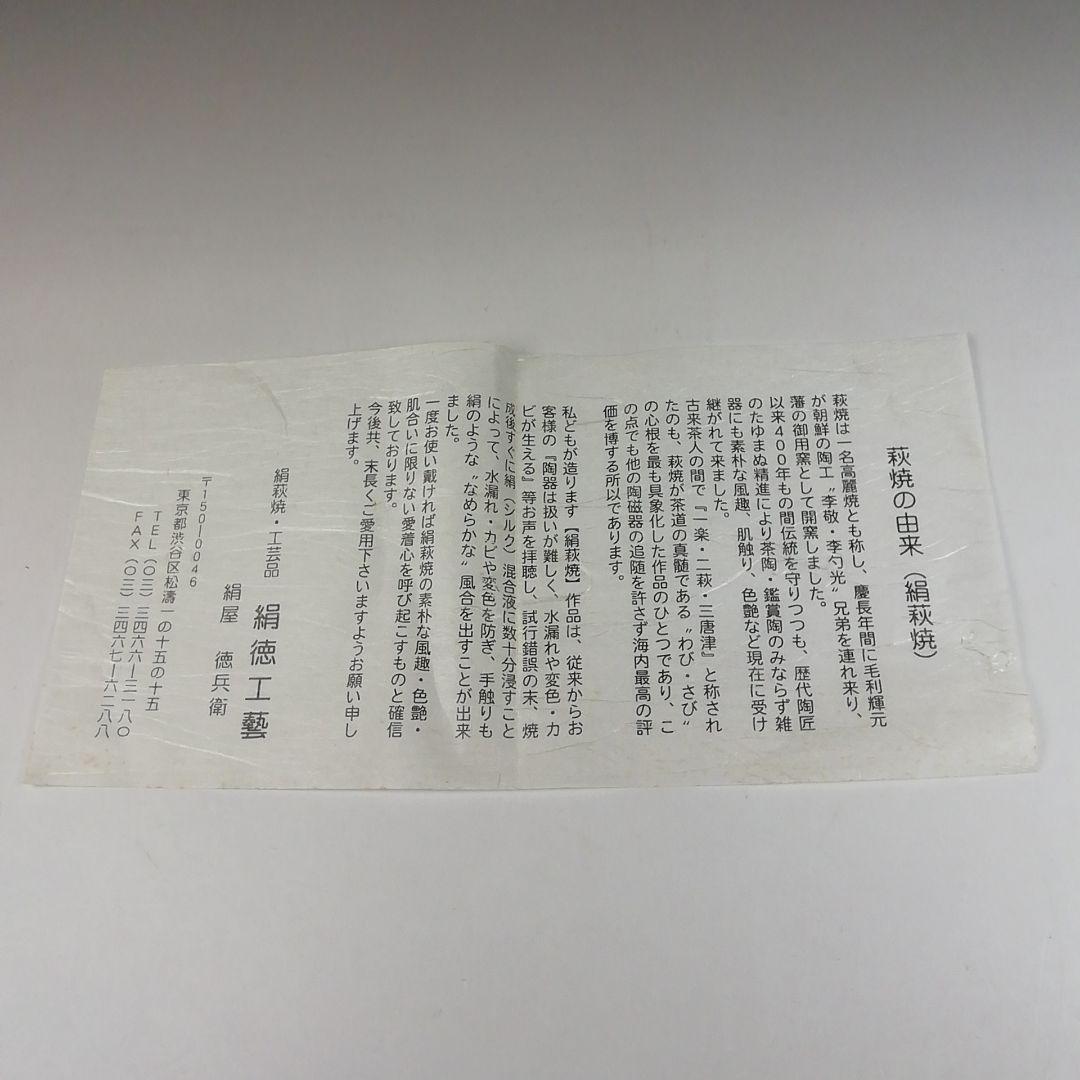 萩焼の由来（絹萩焼）
萩焼は一名高麗焼とも称し、慶長年間に毛利輝元
が朝鮮の陶工〝李敬・李勺光〟兄弟を連れ来り、
藩の御用窯として開窯しました。
以来400年もの間伝統を守りつつも、歴代陶匠
のたゆまぬ精進により茶陶・鑑賞陶のみならず雑
器にも素朴な風趣、肌触り、色艶など現在に受け
継がれて来ました。
古来茶人の間で『一楽・二萩・三唐津』と称され
たのも、萩焼が茶道の真髄である〝わび・さび〟
の心根を最も具象化した作品のひとつであり、こ
の点でも他の陶磁器の追随を許さず海内最高の評
価を博する所以であります。
私どもが造ります【絹萩焼】作品は、従来からお
客様の『陶器は扱いが難しく、水漏れや変色・カ
ビが生える』等お声を拝聴し、試行錯誤の末、焼
成後すぐに絹（シルク）混合液に数十分浸すこと
によって、水漏れ・カビや変色を防ぎ、手触りも
絹のような〝なめらかな〟風合を出すことが出来
ました。
一度お使い戴ければ絹萩焼の素朴な風趣・色艶・
肌合いに限りない愛着心を呼び起こすものと確信
致しております。
今後共、末長くご愛用下さいますようお願い申し
上げます。
絹萩焼・工芸品 絹徳工藝
絹屋 徳兵衛
〒150-0046
東京都渋谷区松濤一の十五の十五
TEL（〇三）三四六六ー三一八〇
FAX（〇三）三四六七ー六二八八